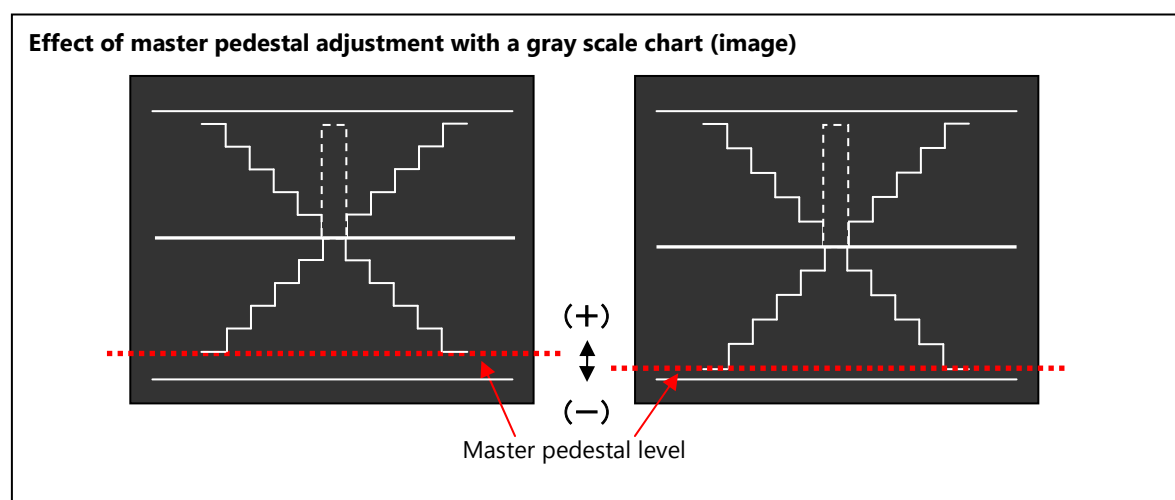 Effect of master pedestal adjustment with a gray scale chart (image)
(+)
(−)
Master pedestal level